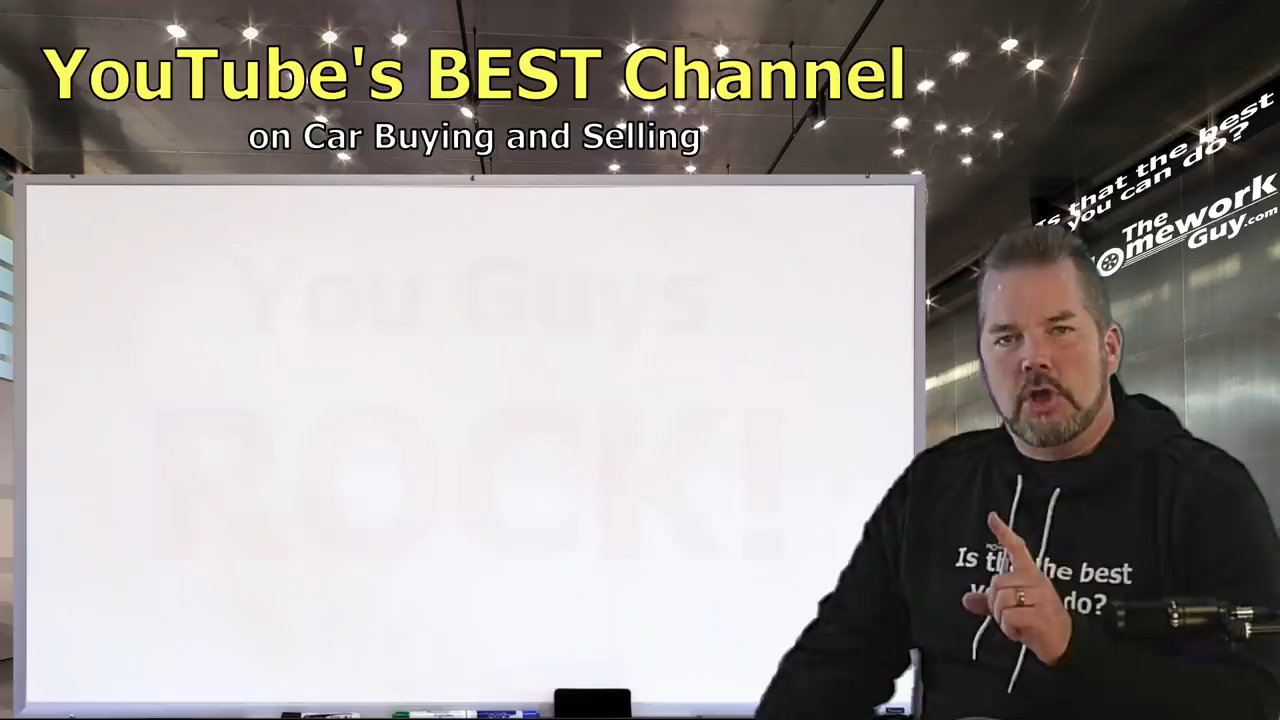 YouTube's BEST Channel
on Car Buying and Selling
Is that the best
you can do?
The
omework
Guy.com
You Guys
ROCK!
Is the best
do?